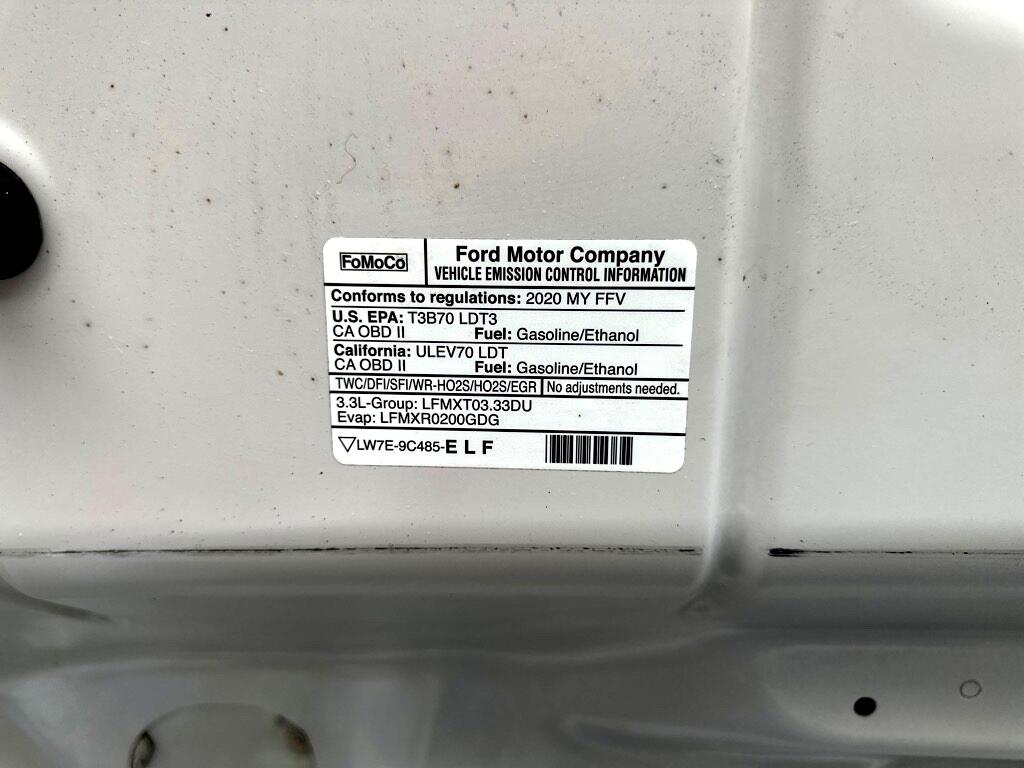 FoMoCo
Ford Motor Company
VEHICLE EMISSION CONTROL INFORMATION
Conforms to regulations: 2020 MY FFV
U.S. EPA: T3B70 LDT3
CA OBD II Fuel: Gasoline/Ethanol
California: ULEV70 LDT
CA OBD II Fuel: Gasoline/Ethanol
TWC/DFI/SFI/WR-HO2S/HO2S/EGR No adjustments needed.
3.3L-Group: LFMXT03.33DU
Evap: LFMXR0200GDG
LW7E-9C485-E L F